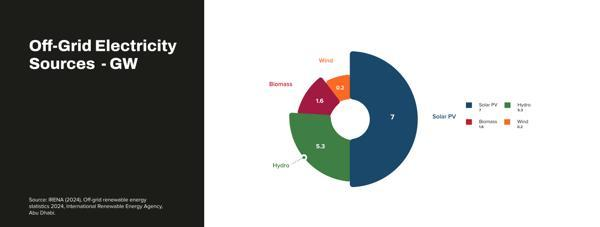 Off-Grid Electricity
Sources - GW
Source: IRENA (2024), Off-grid renewable energy
statistics 2024, International Renewable Energy Agency,
Abu Dhabi.
Wind
0.2
Biomass
1.6
7
Solar PV
5.3
Hydro
Solar PV
7
Hydro
5.3
Biomass
1.6
Wind
0.2